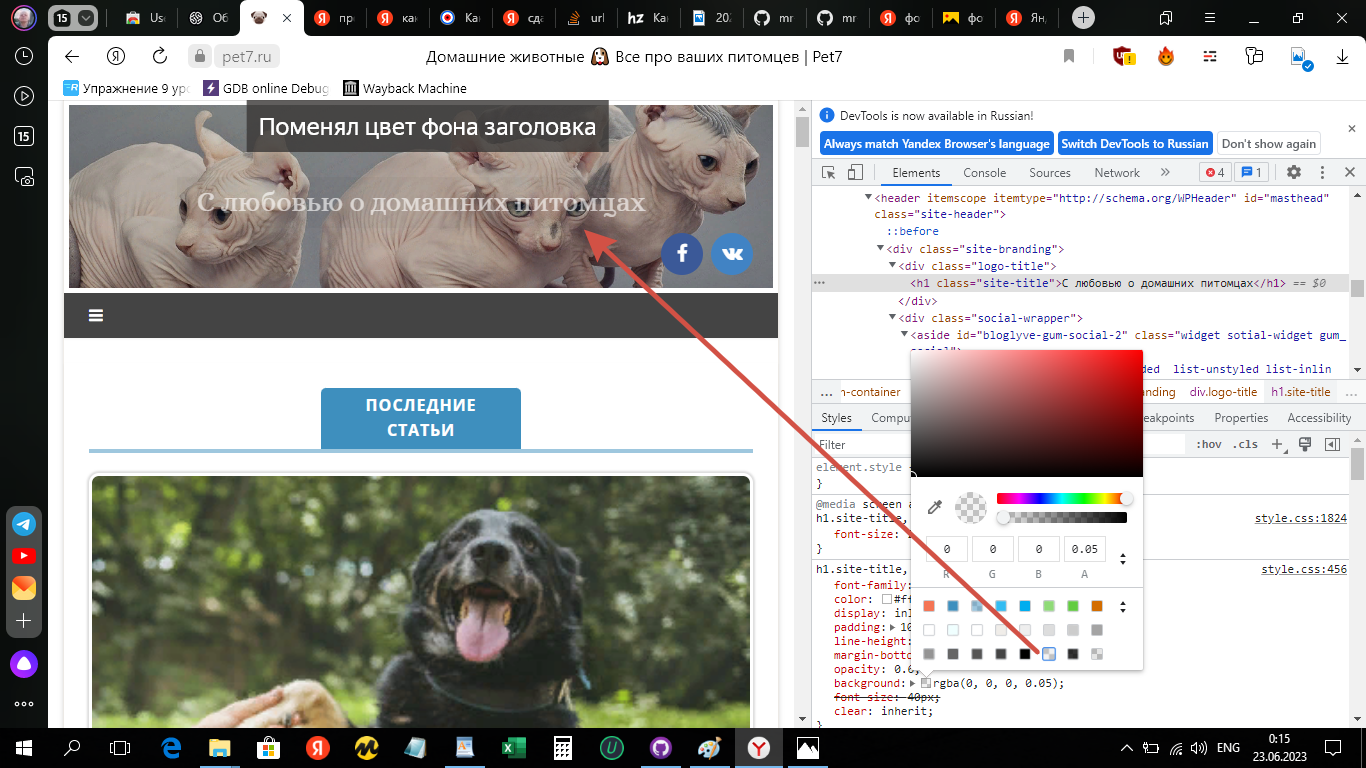 15
Use
Об
про
как
Ка
сда
url
Ка
202
mr
mr
фо
фо
Ян,
pet7.ru
Домашние животные Все про ваших питомцев | Pet7
Упражнение 9 уро
GDB online Debug
Wayback Machine
15
Поменял цвет фона заголовка
С любовью о домашних питомцах
ПОСЛЕДНИЕ
СТАТЬИ
DevTools is now available in Russian!
Always match Yandex Browser's language
Switch DevTools to Russian
Don't show again
Elements
Console
Sources
Network
4
1
<header itemscope itemtype="http://schema.org/WPHeader" id="masthead"
class="site-header">
::before
<div class="site-branding">
<div class="logo-title">
<h1 class="site-title">С любовью о домашних питомцах</h1> == $0
</div>
<div class="social-wrapper">
<aside id="bloglyve-gum-social-2" class="widget sotial-widget gum_
ded list-unstyled list-inlin
...
n-container
anding
div.logo-title
h1.site-title
...
Styles
Compu
eakpoints
Properties
Accessibility
Filter
:hov .cls
element.style
}
@media screen a
h1.site-title,
style.css:1824
font-size:
}
h1.site-title,
style.css:456
font-family:
color: #ff
display: inl
padding: 10
line-height:
margin-botto
opacity: 0.6;
background: rgba(0, 0, 0, 0.05);
font-size: 40px;
clear: inherit;
}
0
0
0
0.05
R
G
B
A
ENG
0:15
23.06.2023